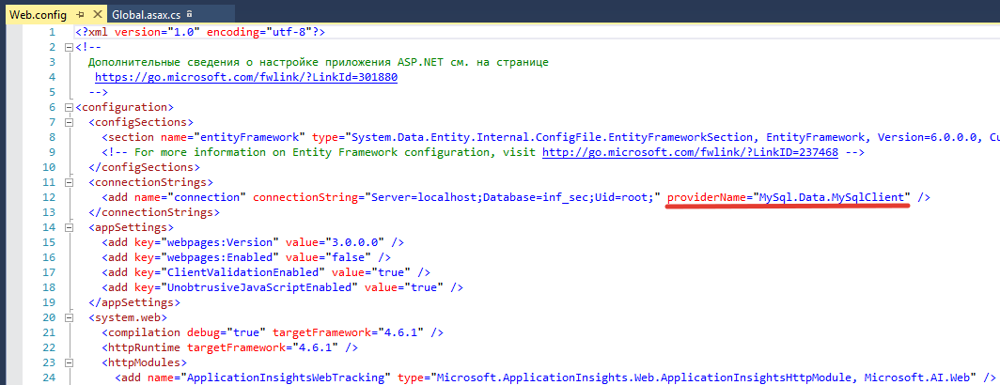 Web.config Global.asax.cs
1 <?xml version="1.0" encoding="utf-8"?>
2 <!--
3 Дополнительные сведения о настройке приложения ASP.NET см. на странице
4 https://go.microsoft.com/fwlink/?LinkId=301880
5 -->
6 <configuration>
7 <configSections>
8 <section name="entityFramework" type="System.Data.Entity.Internal.ConfigFile.EntityFrameworkSection, EntityFramework, Version=6.0.0.0, Cu
9 <!-- For more information on Entity Framework configuration, visit http://go.microsoft.com/fwlink/?LinkID=237468 -->
10 </configSections>
11 <connectionStrings>
12 <add name="connection" connectionString="Server=localhost;Database=inf_sec;Uid=root;" providerName="MySql.Data.MySqlClient" />
13 </connectionStrings>
14 <appSettings>
15 <add key="webpages:Version" value="3.0.0.0" />
16 <add key="webpages:Enabled" value="false" />
17 <add key="ClientValidationEnabled" value="true" />
18 <add key="UnobtrusiveJavaScriptEnabled" value="true" />
19 </appSettings>
20 <system.web>
21 <compilation debug="true" targetFramework="4.6.1" />
22 <httpRuntime targetFramework="4.6.1" />
23 <httpModules>
24 <add name="ApplicationInsightsWebTracking" type="Microsoft.ApplicationInsights.Web.ApplicationInsightsHttpModule, Microsoft.AI.Web" />